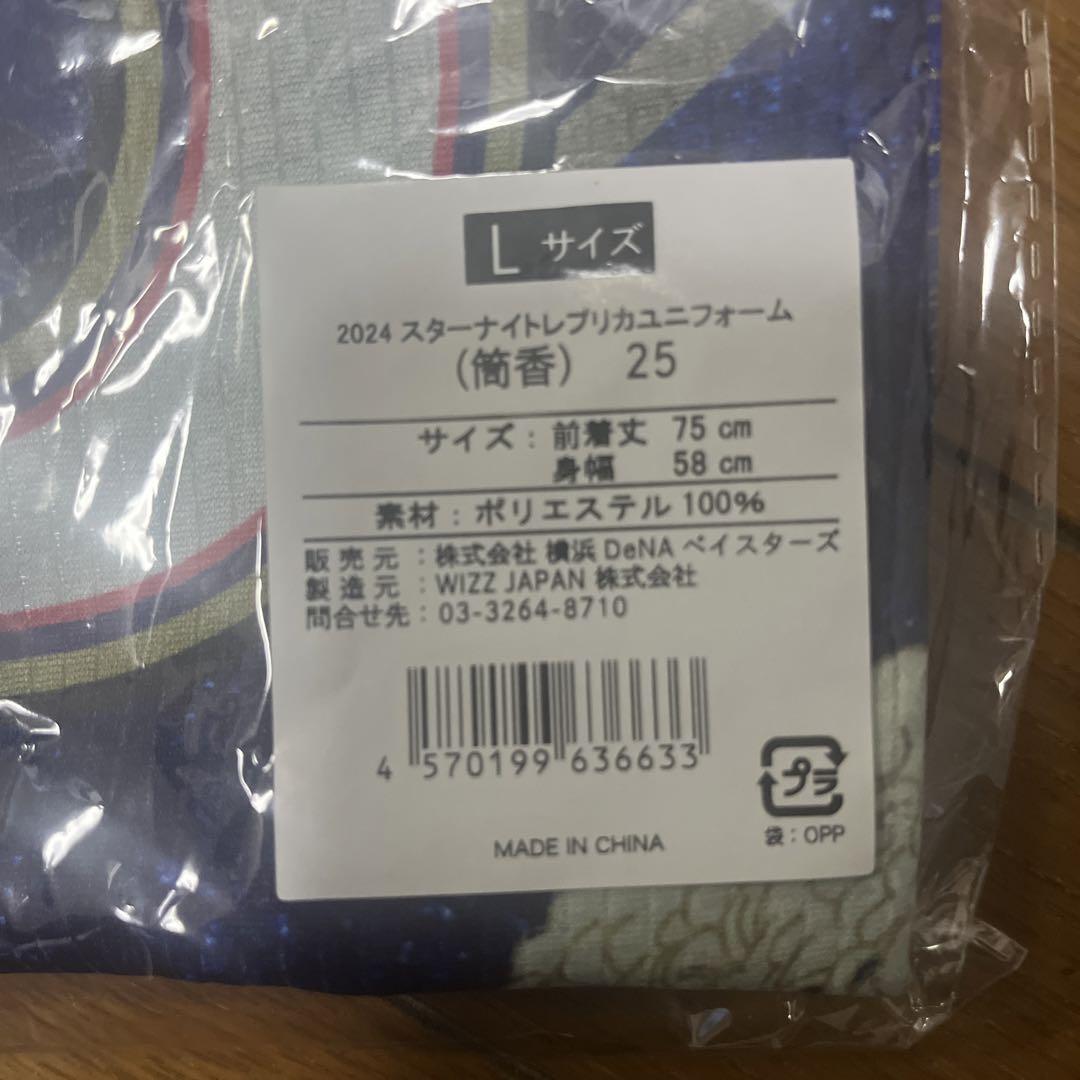 L サイズ
2024 スターナイトレプリカユニフォーム
(筒香) 25
サイズ : 前着丈 75 cm
身幅 58 cm
素材 : ポリエステル 100%
販売元 : 株式会社 横浜 DeNA ベイスターズ
製造元 : WIZZ JAPAN 株式会社
問合せ先 : 03-3264-8710
4 570199 636633
プラ
袋 : OPP
MADE IN CHINA